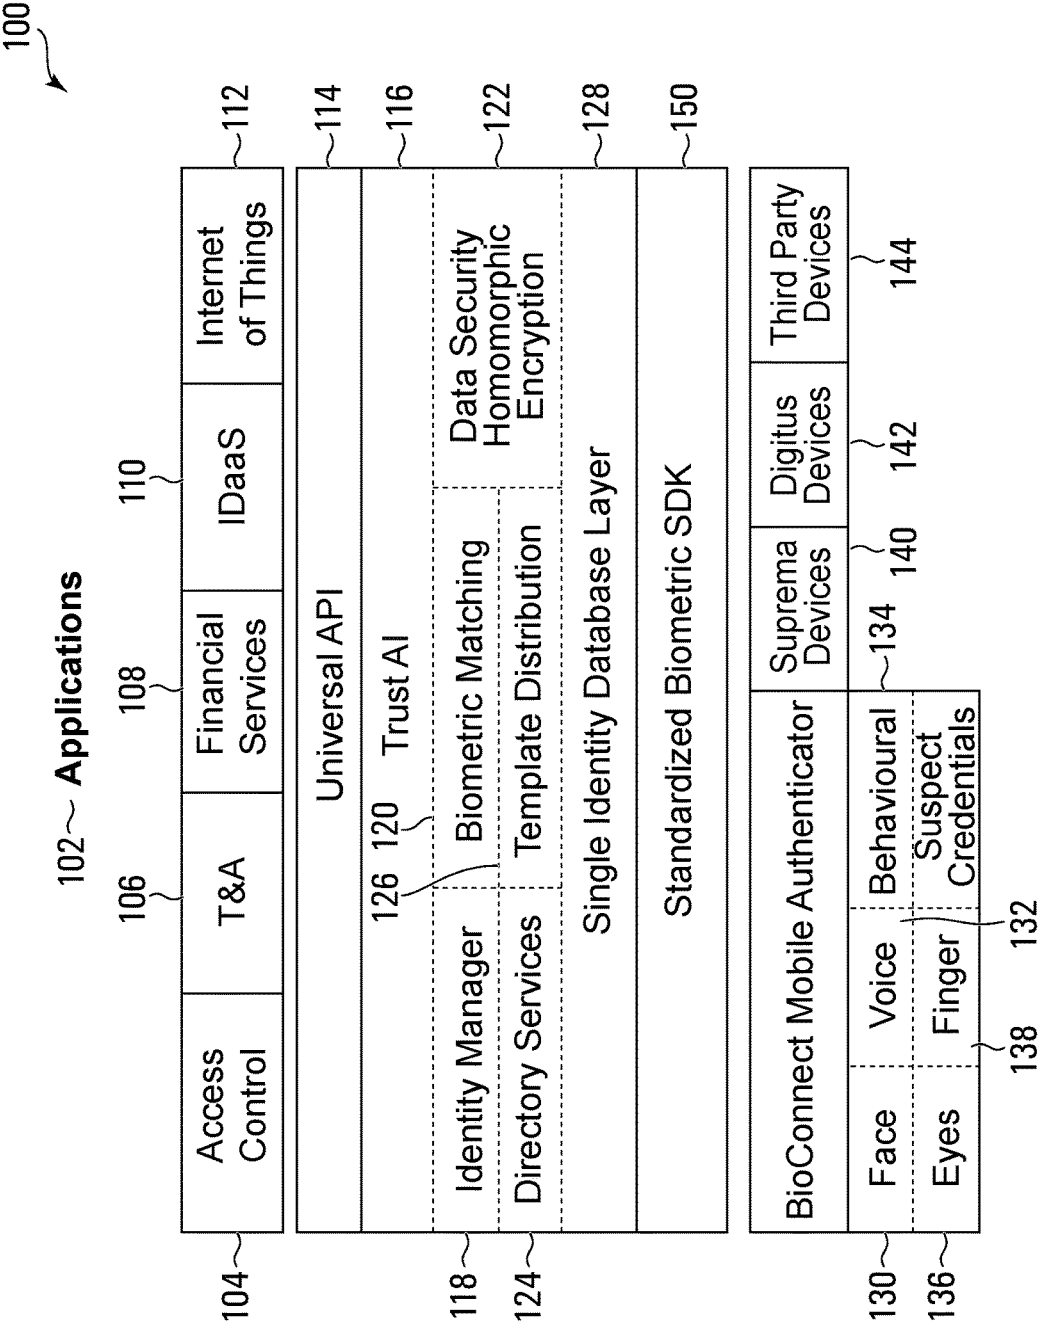 100
102 Applications
104
106
108
110
112
Access
Control
T&A
Financial
Services
IDaaS
Internet
of Things
Universal API
114
Trust AI
116
120
126
118
Identity Manager
Biometric Matching
Data Security
Homomorphic
Encryption
122
124
Directory Services
Template Distribution
Single Identity Database Layer
128
Standardized Biometric SDK
150
BioConnect Mobile Authenticator
Suprema
Devices
Digitus
Devices
Third Party
Devices
140
142
144
130
Face
Voice
Behavioural
134
136
Eyes
Finger
Suspect
Credentials
138
132